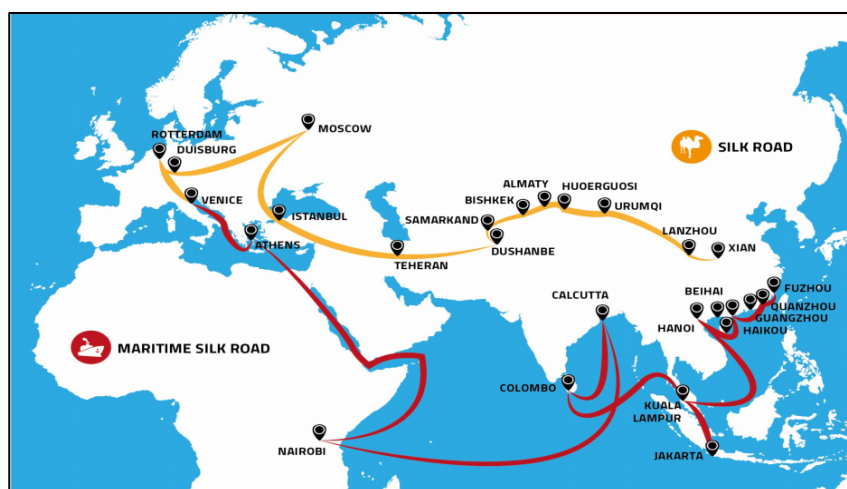 ROTTERDAM
DUISBURG
MOSCOW
SILK ROAD
VENICE
ISTANBUL
ATHENS
TEHERAN
SAMARKAND
DUSHANBE
BISHKEK
ALMATY
HUOERGUOSI
URUMQI
LANZHOU
XIAN
MARITIME SILK ROAD
CALCUTTA
BEIHAI
FUZHOU
QUANZHOU
GUANGZHOU
HAIKOU
HANOI
COLOMBO
KUALA
LAMPUR
NAIROBI
JAKARTA